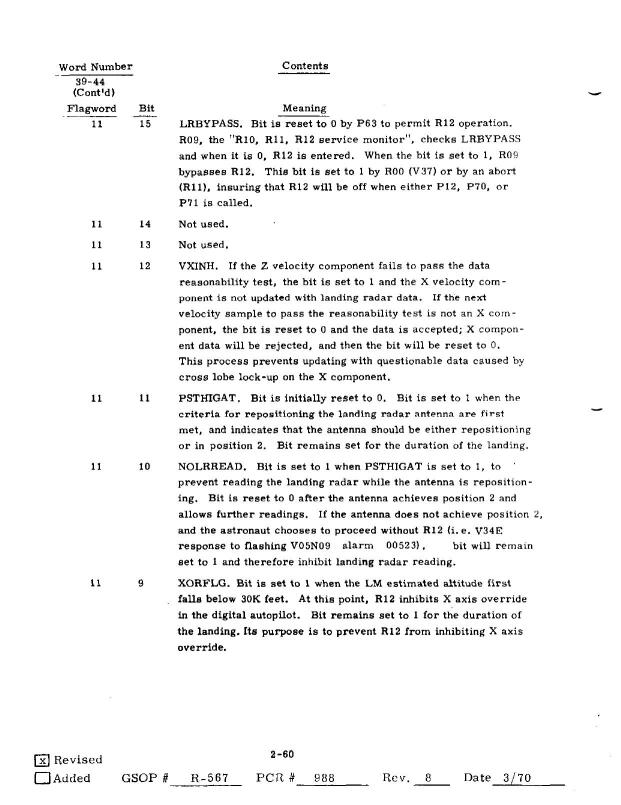 Word Number Contents
39-44
(Cont'd)
Flagword Bit Meaning
11 15 LRBYPASS. Bit is reset to 0 by P63 to permit R12 operation.
R09, the "R10, R11, R12 service monitor", checks LRBYPASS
and when it is 0, R12 is entered. When the bit is set to 1, R09
bypasses R12. This bit is set to 1 by R00 (V37) or by an abort
(R11), insuring that R12 will be off when either P12, P70, or
P71 is called.
11 14 Not used.
11 13 Not used.
11 12 VXINH. If the Z velocity component fails to pass the data
reasonability test, the bit is set to 1 and the X velocity com-
ponent is not updated with landing radar data. If the next
velocity sample to pass the reasonability test is not an X com-
ponent, the bit is reset to 0 and the data is accepted; X compon-
ent data will be rejected, and then the bit will be reset to 0.
This process prevents updating with questionable data caused by
cross lobe lock-up on the X component.
11 11 PSTHIGAT. Bit is initially reset to 0. Bit is set to 1 when the
criteria for repositioning the landing radar antenna are first
met, and indicates that the antenna should be either repositioning
or in position 2. Bit remains set for the duration of the landing.
11 10 NOLRREAD. Bit is set to 1 when PSTHIGAT is set to 1, to
prevent reading the landing radar while the antenna is reposition-
ing. Bit is reset to 0 after the antenna achieves position 2 and
allows further readings. If the antenna does not achieve position 2,
and the astronaut chooses to proceed without R12 (i.e. V34E
response to flashing V05N09 alarm 00523), bit will remain
set to 1 and therefore inhibit landing radar reading.
11 9 XORFLG. Bit is set to 1 when the LM estimated altitude first
falls below 30K feet. At this point, R12 inhibits X axis override
in the digital autopilot. Bit remains set to 1 for the duration of
the landing. Its purpose is to prevent R12 from inhibiting X axis
override.
2-60
[x] Revised
Added GSOP # R-567 PCR # 988 Rev. 8 Date 3/70